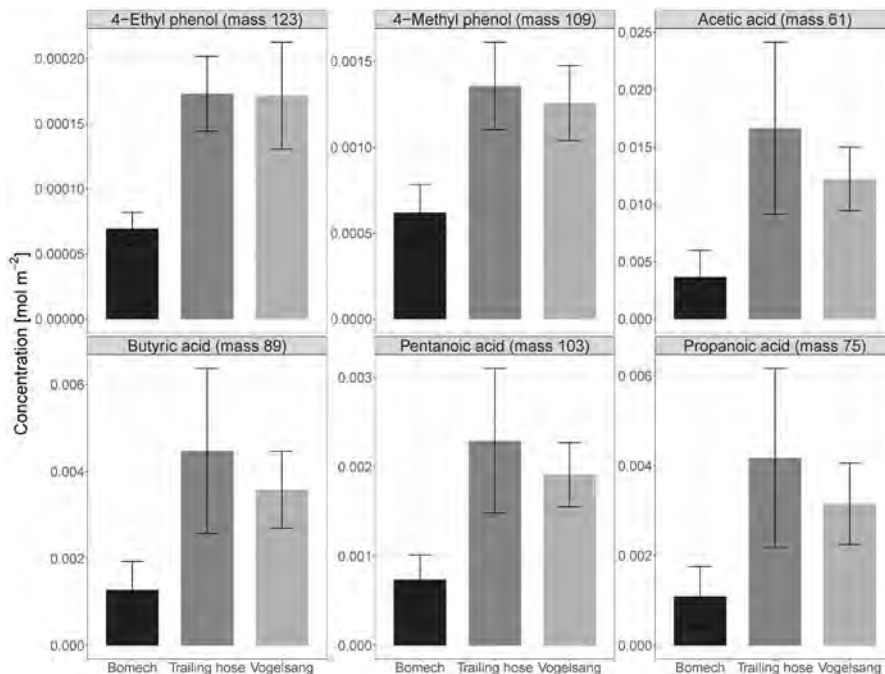 4−Ethyl phenol (mass 123)
4−Methyl phenol (mass 109)
Acetic acid (mass 61)
0.00020
0.00015
0.00010
0.00005
0.00000
0.0015
0.0010
0.0005
0.0000
0.025
0.020
0.015
0.010
0.005
0.000
Concentration [mol m⁻²]
Butyric acid (mass 89)
Pentanoic acid (mass 103)
Propanoic acid (mass 75)
0.006
0.004
0.002
0.000
0.003
0.002
0.001
0.000
0.006
0.004
0.002
0.000
Bomech Trailing hose Vogelsang
Bomech Trailing hose Vogelsang
Bomech Trailing hose Vogelsang